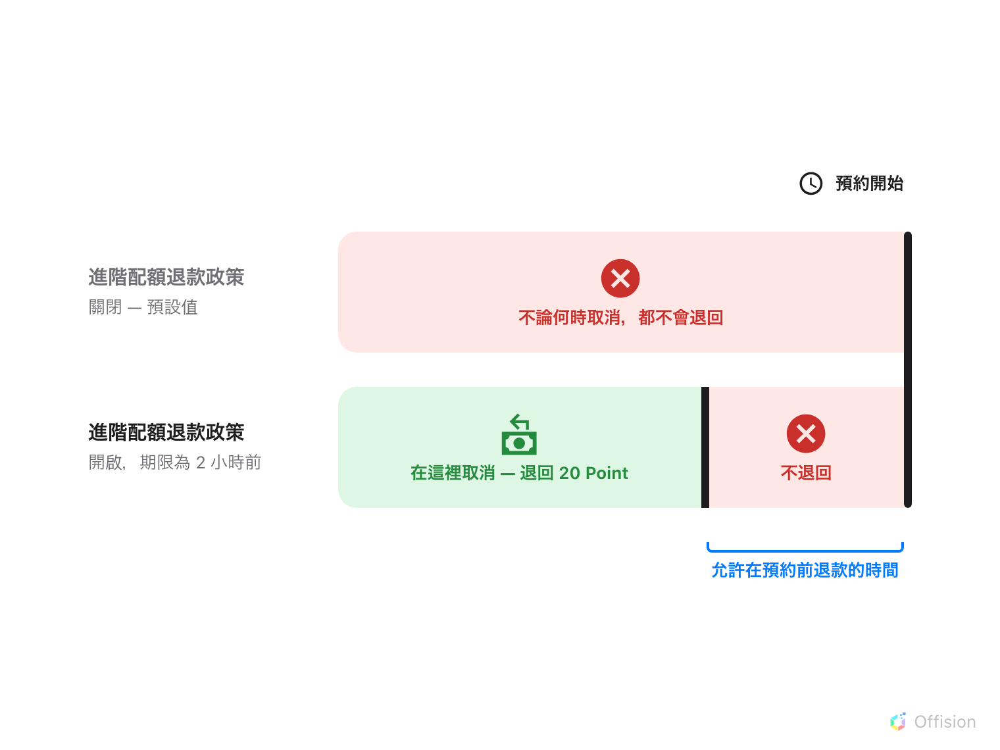 預約開始
進階配額退款政策
關閉 — 預設值
不論何時取消，都不會退回
進階配額退款政策
開啟，期限為 2 小時前
在這裡取消 — 退回 20 Point
不退回
允許在預約前退款的時間
Offision